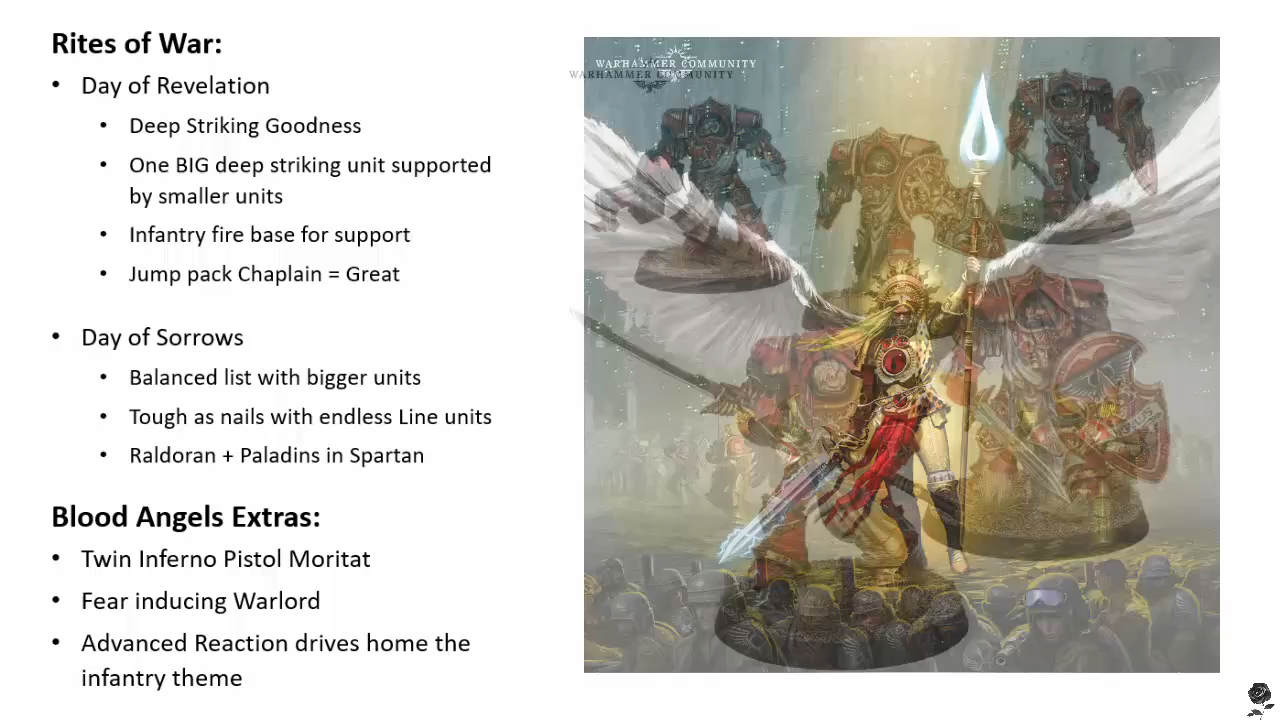 Rites of War:
• Day of Revelation
• Deep Striking Goodness
• One BIG deep striking unit supported
by smaller units
• Infantry fire base for support
• Jump pack Chaplain = Great
• Day of Sorrows
• Balanced list with bigger units
• Tough as nails with endless Line units
• Raldoran + Paladins in Spartan
Blood Angels Extras:
• Twin Inferno Pistol Moritat
• Fear inducing Warlord
• Advanced Reaction drives home the
infantry theme
WARHAMMER COMMUNITY
WARHAMMER COMMUNITY